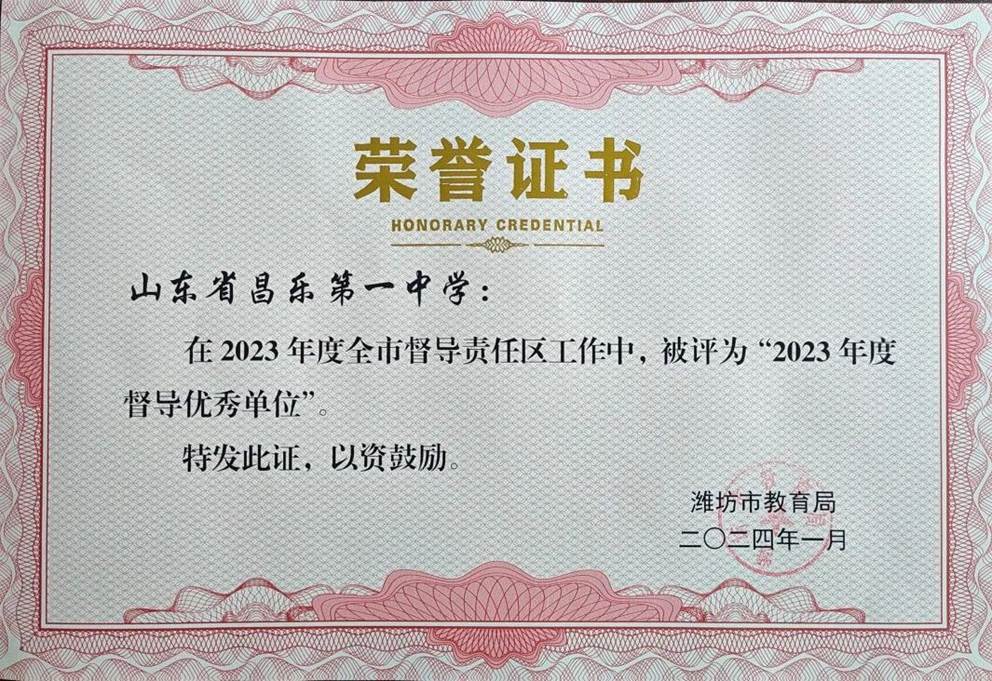 荣誉证书
HONORARY CREDENTIAL
山东省昌乐第一中学：
在2023年度全市督导责任区工作中，被评为“2023年度
督导优秀单位”。
特发此证，以资鼓励。
潍坊市教育局
二〇二四年一月